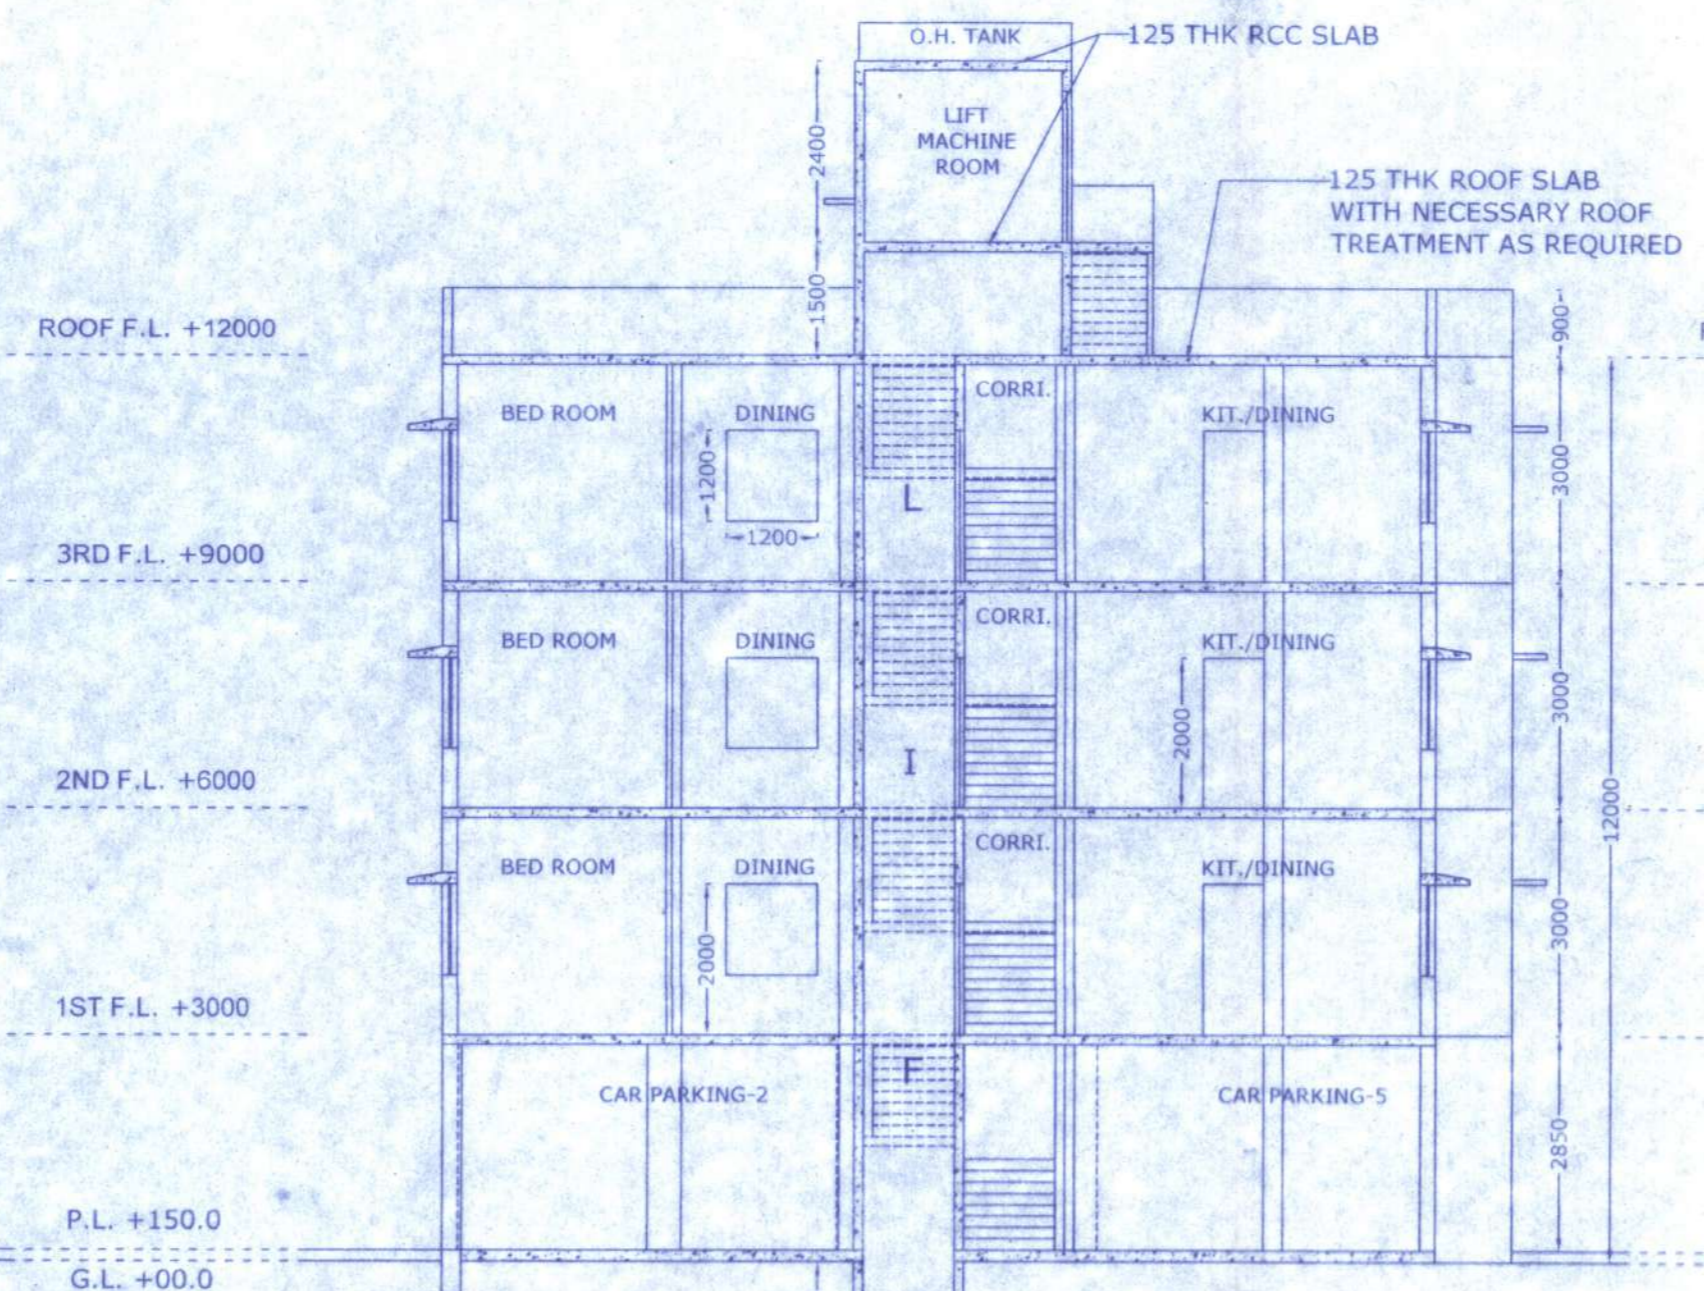 O.H. TANK
125 THK RCC SLAB
LIFT
MACHINE
ROOM
2400
125 THK ROOF SLAB
WITH NECESSARY ROOF
TREATMENT AS REQUIRED
1500
900
ROOF F.L. +12000
BED ROOM
DINING
CORRI.
KIT./DINING
1200
1200
L
3000
3RD F.L. +9000
BED ROOM
DINING
CORRI.
KIT./DINING
2000
3000
I
2ND F.L. +6000
12000
BED ROOM
DINING
CORRI.
KIT./DINING
2000
3000
1ST F.L. +3000
F
CAR PARKING-2
CAR PARKING-5
2850
P.L. +150.0
G.L. +00.0